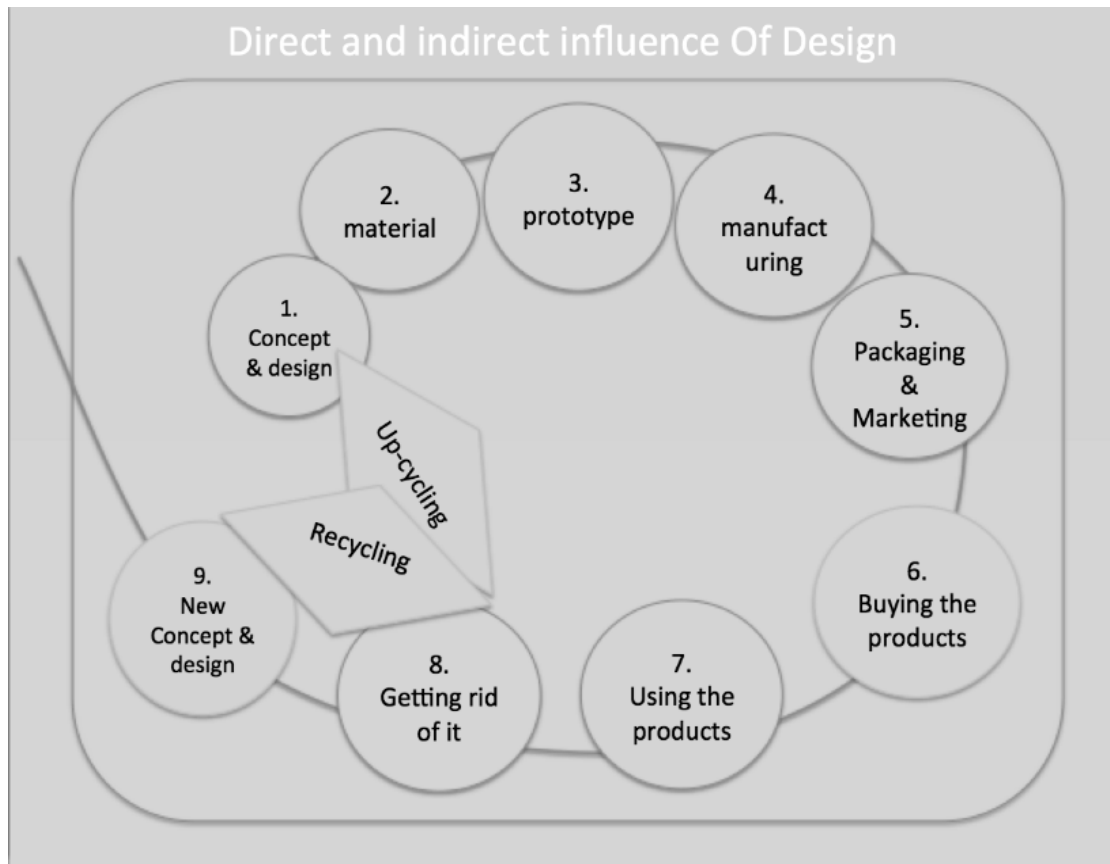 Direct and indirect influence Of Design
1.
Concept
& design
2.
material
3.
prototype
4.
manufact
uring
5.
Packaging
&
Marketing
6.
Buying the
products
7.
Using the
products
8.
Getting rid
of it
9.
New
Concept &
design
Up-cycling
Recycling